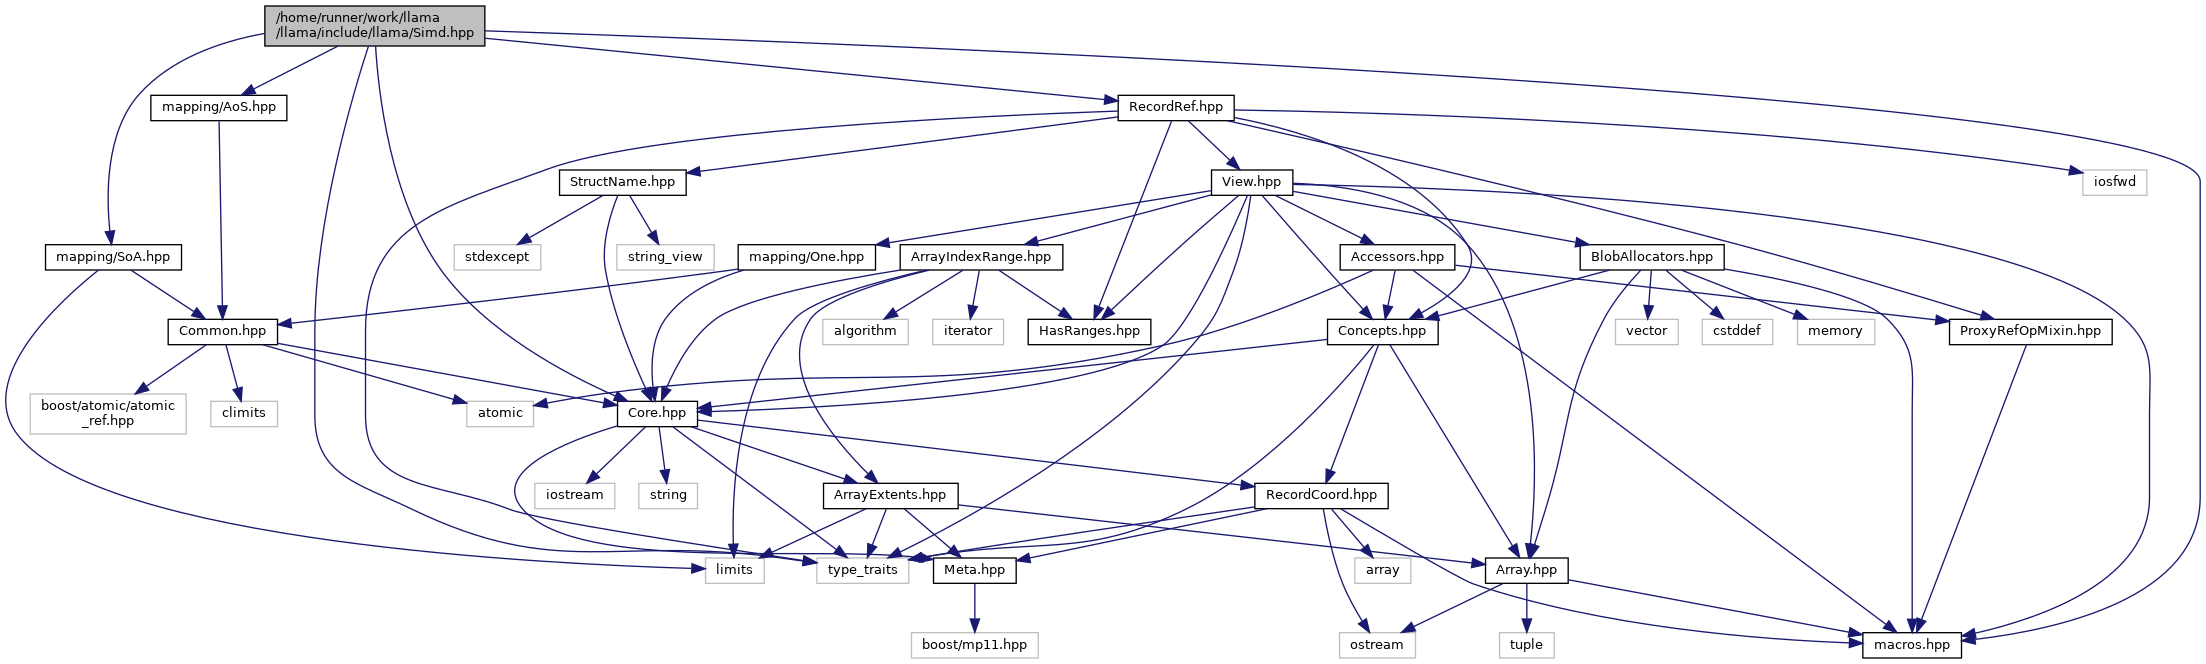 /home/runner/work/llama
/llama/include/llama/Simd.hpp
mapping/AoS.hpp
RecordRef.hpp
StructName.hpp
View.hpp
iosfwd
mapping/SoA.hpp
stdexcept
string_view
mapping/One.hpp
ArrayIndexRange.hpp
Accessors.hpp
BlobAllocators.hpp
Common.hpp
algorithm
iterator
HasRanges.hpp
Concepts.hpp
vector
cstddef
memory
ProxyRefOpMixin.hpp
boost/atomic/atomic
_ref.hpp
climits
atomic
Core.hpp
iostream
string
ArrayExtents.hpp
RecordCoord.hpp
limits
type_traits
Meta.hpp
array
Array.hpp
boost/mp11.hpp
ostream
tuple
macros.hpp